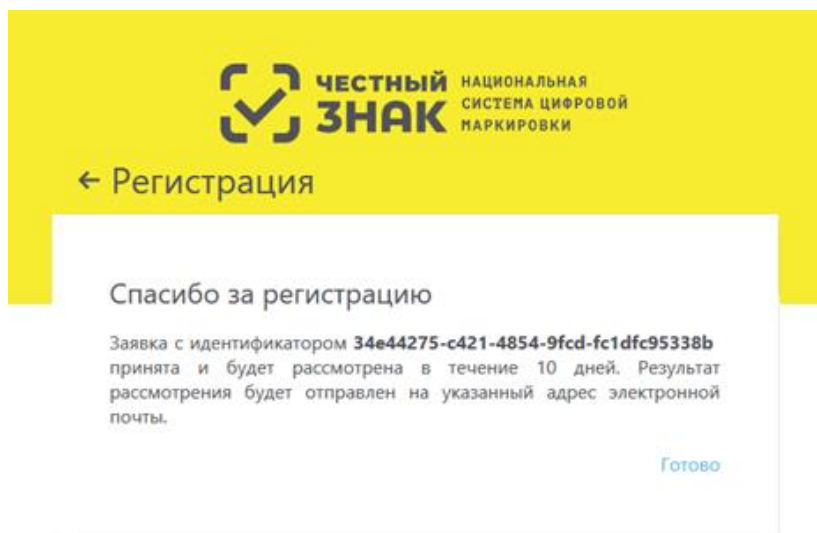 ЧЕСТНЫЙ
ЗНАК
НАЦИОНАЛЬНАЯ
СИСТЕМА ЦИФРОВОЙ
МАРКИРОВКИ
← Регистрация
Спасибо за регистрацию
Заявка с идентификатором 34e44275-c421-4854-9fcd-fc1dfc95338b
принята и будет рассмотрена в течение 10 дней. Результат
рассмотрения будет отправлен на указанный адрес электронной
почты.
Готово